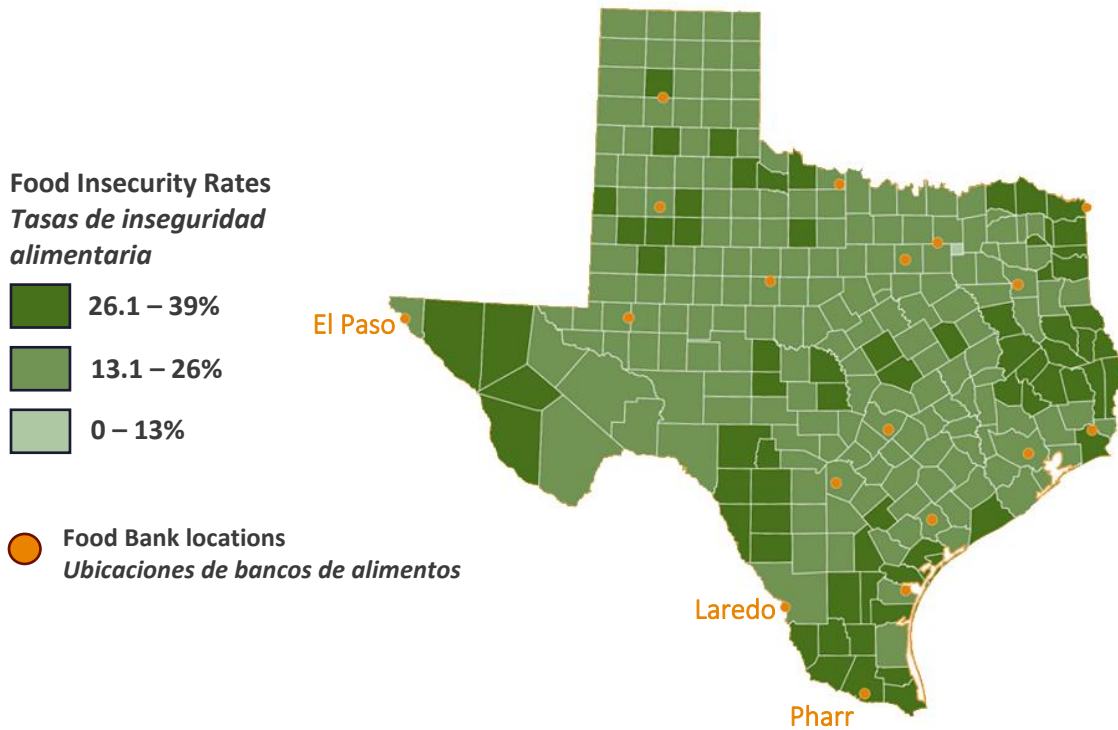 Food Insecurity Rates
Tasas de inseguridad
alimentaria
26.1 – 39%
13.1 – 26%
0 – 13%
Food Bank locations
Ubicaciones de bancos de alimentos
El Paso
Laredo
Pharr